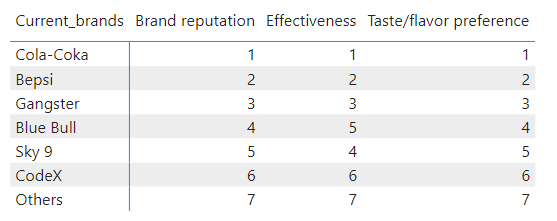 Current_brands Brand reputation Effectiveness Taste/flavor preference
Cola-Coka 1 1 1
Bepsi 2 2 2
Gangster 3 3 3
Blue Bull 4 5 4
Sky 9 5 4 5
CodeX 6 6 6
Others 7 7 7